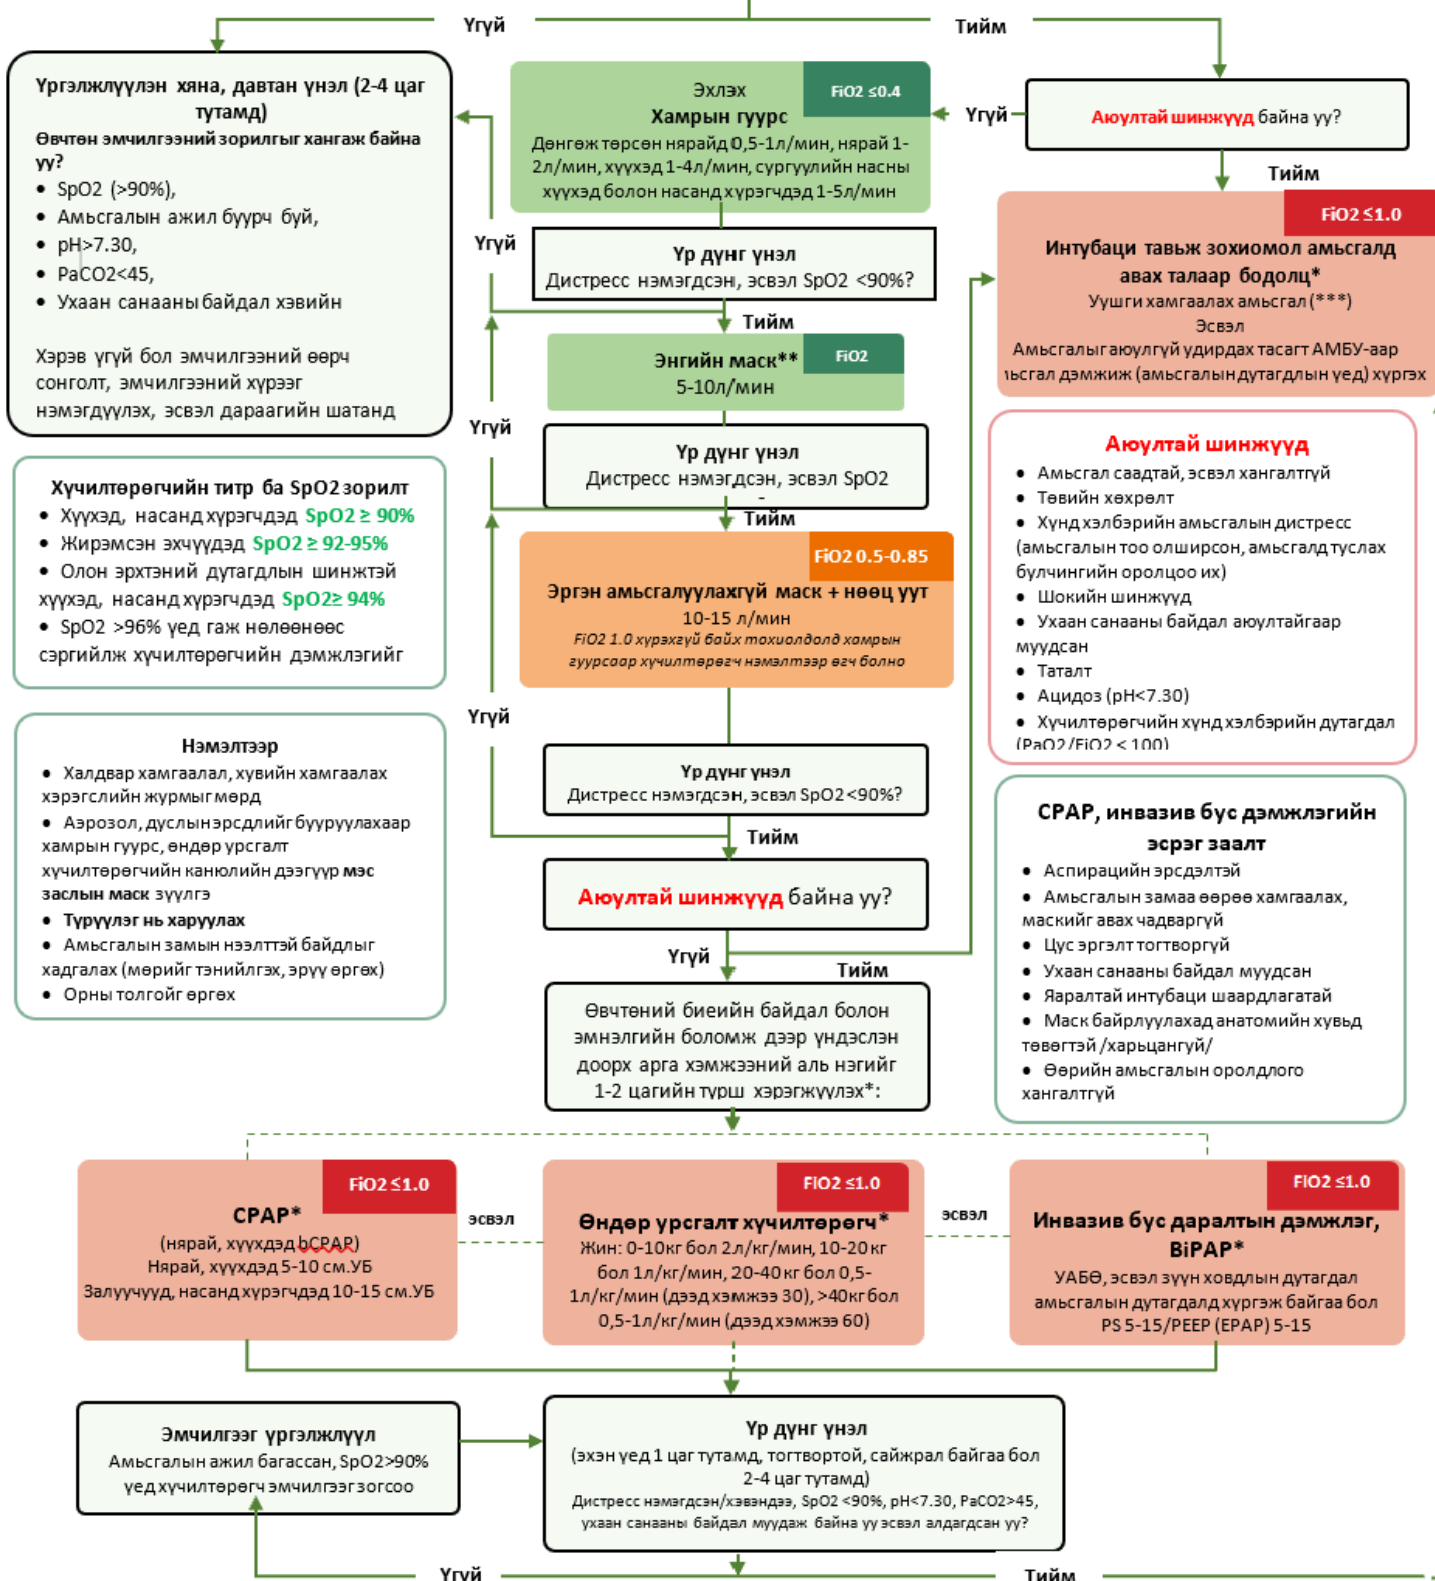 Үгүй
Тийм
Үргэлжлүүлэн хяна, давтан үнэл (2-4 цаг
тутамд)
Өвчтөн эмчилгээний зорилгыг хангаж байна
уу?
• SpO2 (>90%),
• Амьсгалын ажил буурч буй,
• pH>7.30,
• PaCO2<45,
• Ухаан санааны байдал хэвийн
Хэрэв үгүй бол эмчилгээний өөрч
сонголт, эмчилгээний хүрээг
нэмэгдүүлэх, эсвэл дараагийн шатанд
Эхлэх
FiO2 ≤0.4
Хамрын гуурс
Дөнгөж төрсөн нярайд 0,5-1л/мин, нярай 1-
2л/мин, хүүхэд 1-4л/мин, сургуулийн насны
хүүхэд болон насанд хүрэгчдэд 1-5л/мин
Үгүй
Аюултай шинжүүд байна уу?
Тийм
FiO2 ≤1.0
Интубаци тавьж зохиомол амьсгалд
авах талаар бодолц*
Уушги хамгаалах амьсгал (***)
Эсвэл
Амьсгалыг аюулгүй удирдах тасагт АМБУ-аар
ьсгал дэмжиж (амьсгалын дутагдлын үед) хүргэх
Үгүй
Үр дүнг үнэл
Дистресс нэмэгдсэн, эсвэл SpO2 <90%?
Тийм
Энгийн маск**
FiO2
5-10л/мин
Үгүй
Үр дүнг үнэл
Дистресс нэмэгдсэн, эсвэл SpO2
Тийм
FiO2 0.5-0.85
Эргэн амьсгалуулахгүй маск + нөөц уут
10-15 л/мин
FiO2 1.0 хүрэхгүй байх тохиолдолд хамрын
гуурсаар хүчилтөрөгч нэмэлтээр өгч болно
Үгүй
Үр дүнг үнэл
Дистресс нэмэгдсэн, эсвэл SpO2<90%?
Тийм
Аюултай шинжүүд байна уу?
Үгүй
Тийм
Өвчтөний биеийн байдал болон
эмнэлгийн боломж дээр үндэслэн
доорх арга хэмжээний аль нэгийг
1-2 цагийн турш хэрэгжүүлэх*:
Хүчилтөрөгчийн титр ба SpO2 зорилт
• Хүүхэд, насанд хүрэгчдэд SpO2 ≥ 90%
• Жирэмсэн эхчүүдэд SpO2 ≥ 92-95%
• Олон эрхтэний дутагдлын шинжтэй
хүүхэд, насанд хүрэгчдэд SpO2≥ 94%
• SpO2 >96% үед гаж нөлөөнөөс
сэргийлж хүчилтөрөгчийн дэмжлэгийг
Нэмэлтээр
• Халдвар хамгаалал, хувийн хамгаалах
хэрэгслийн журмыг мөрд
• Аэрозол, дуслын эрсдлийг бууруулахаар
хамрын гуурс, өндөр урсгалт
хүчилтөрөгчийн канюлийн дээгүүр мэс
заслын маск зүүлгэ
• Түрүүлэг нь харуулах
• Амьсгалын замын нээлттэй байдлыг
хадгалах (мөрийг тэнийлгэх, эрүү өргөх)
• Орны толгойг өргөх
Аюултай шинжүүд
• Амьсгал саадтай, эсвэл хангалтгүй
• Төвийн хөхрөлт
• Хүнд хэлбэрийн амьсгалын дистресс
(амьсгалын тоо олширсон, амьсгалд туслах
булчингийн оролцоо их)
• Шокийн шинжүүд
• Ухаан санааны байдал аюултайгаар
муудсан
• Таталт
• Ацидоз (pH<7.30)
• Хүчилтөрөгчийн хүнд хэлбэрийн дутагдал
(PaO2/FiO2 < 100)
CPAP, инвазив бус дэмжлэгийн
эсрэг заалт
• Аспирацийн эрсдэлтэй
• Амьсгалын замаа өөрөө хамгаалах,
маскийг авах чадваргүй
• Цус эргэлт тогтворгүй
• Ухаан санааны байдал муудсан
• Яаралтай интубаци шаардлагатай
• Маск байрлуулахад анатомийн хувьд
төвөгтэй /харьцангуй/
• Өөрийн амьсгалын оролдлого
хангалтгүй
FiO2 ≤1.0
CPAP*
(нярай, хүүхдэд bCPAP)
Нярай, хүүхдэд 5-10 см.УБ
Залуучууд, насанд хүрэгчдэд 10-15 см.УБ
эсвэл
FiO2 ≤1.0
Өндөр урсгалт хүчилтөрөгч*
Жин: 0-10кг бол 2л/кг/мин, 10-20 кг
бол 1л/кг/мин, 20-40 кг бол 0,5-
1л/кг/мин (дээд хэмжээ 30), >40кг бол
0,5-1л/кг/мин (дээд хэмжээ 60)
эсвэл
FiO2 ≤1.0
Инвазив бус даралтын дэмжлэг,
BiPAP*
УАБӨ, эсвэл зүүн ховдлын дутагдал
амьсгалын дутагдалд хүргэж байгаа бол
PS 5-15/PEEP (EPAP) 5-15
Эмчилгээг үргэлжлүүл
Амьсгалын ажил багассан, SpO2>90%
үед хүчилтөрөгч эмчилгээг зогсоо
Үр дүнг үнэл
(эхэн үед 1 цаг тутамд, тогтвортой, сайжрал байгаа бол
2-4 цаг тутамд)
Дистресс нэмэгдсэн/хэвэндээ, SpO2 <90%, pH<7.30, PaCO2>45,
ухаан санааны байдал муудаж байна уу эсвэл алдагдсан уу?
Үгүй
Тийм